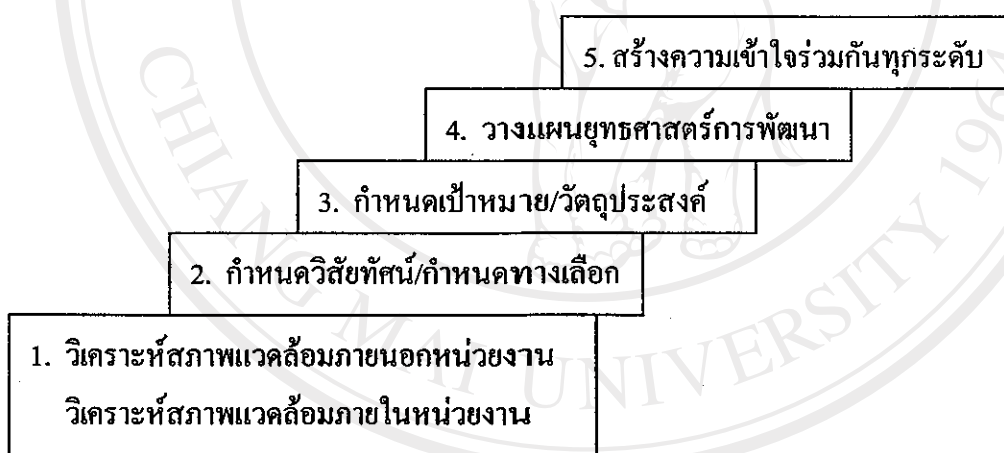 5. สร้างความเข้าใจร่วมกันทุกระดับ
4. วางแผนยุทธศาสตร์การพัฒนา
3. กำหนดเป้าหมาย/วัตถุประสงค์
2. กำหนดวิสัยทัศน์/กำหนดทางเลือก
1. วิเคราะห์สภาพแวดล้อมภายนอกหน่วยงาน
วิเคราะห์สภาพแวดล้อมภายในหน่วยงาน
CHIANG MAI UNIVERSITY 196